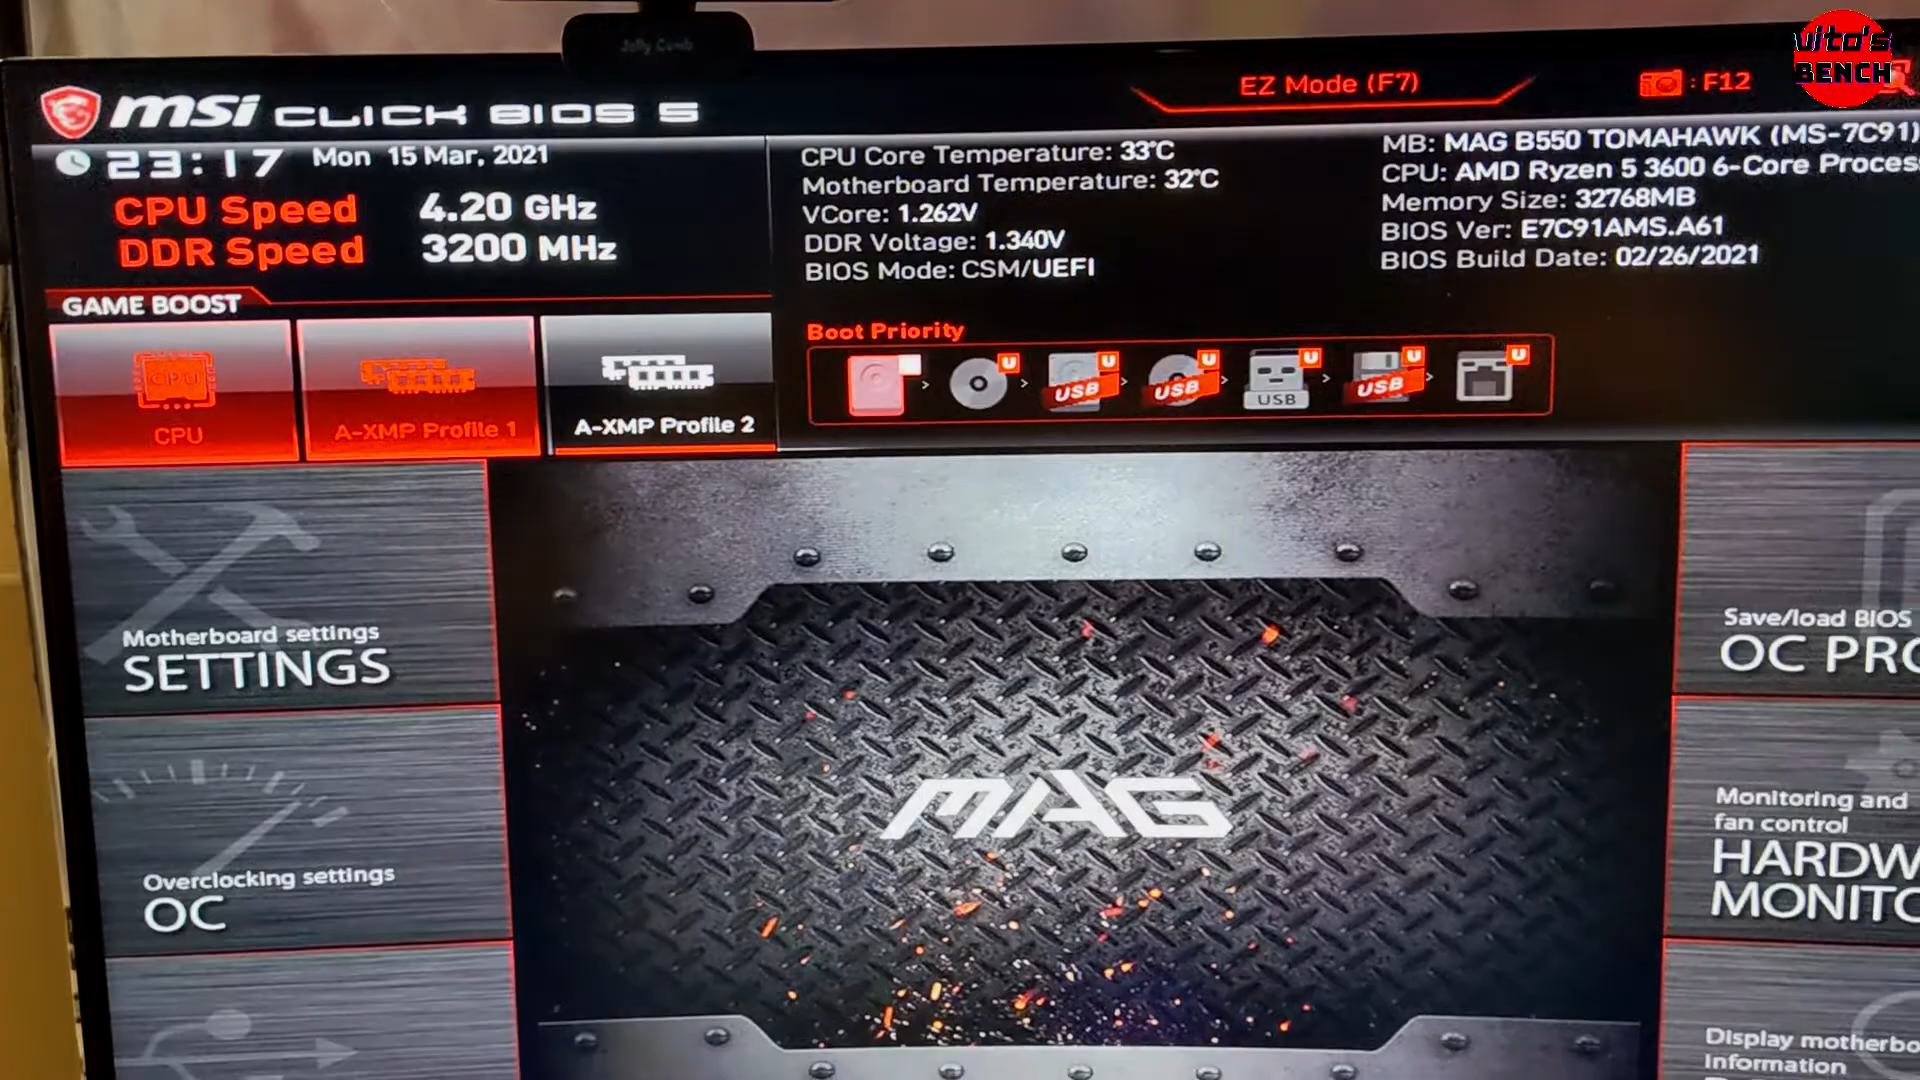 Jelly Comb
Vito's
BENCH
EZ Mode (F7)
: F12
msi CLICK BIOS 5
23:17 Mon 15 Mar, 2021
CPU Speed 4.20 GHz
DDR Speed 3200 MHz
CPU Core Temperature: 33°C
Motherboard Temperature: 32°C
VCore: 1.262V
DDR Voltage: 1.340V
BIOS Mode: CSM/UEFI
MB: MAG B550 TOMAHAWK (MS-7C91)
CPU: AMD Ryzen 5 3600 6-Core Proces
Memory Size: 32768MB
BIOS Ver: E7C91AMS.A61
BIOS Build Date: 02/26/2021
GAME BOOST
CPU
CPU
A-XMP Profile 1
A-XMP Profile 2
Boot Priority
U U U U U U
USB USB USB USB
Motherboard settings
SETTINGS
Overclocking settings
OC
MAG
Save/load BIOS
OC PRO
Monitoring and
fan control
HARDW
MONITO
Display motherbo
Information